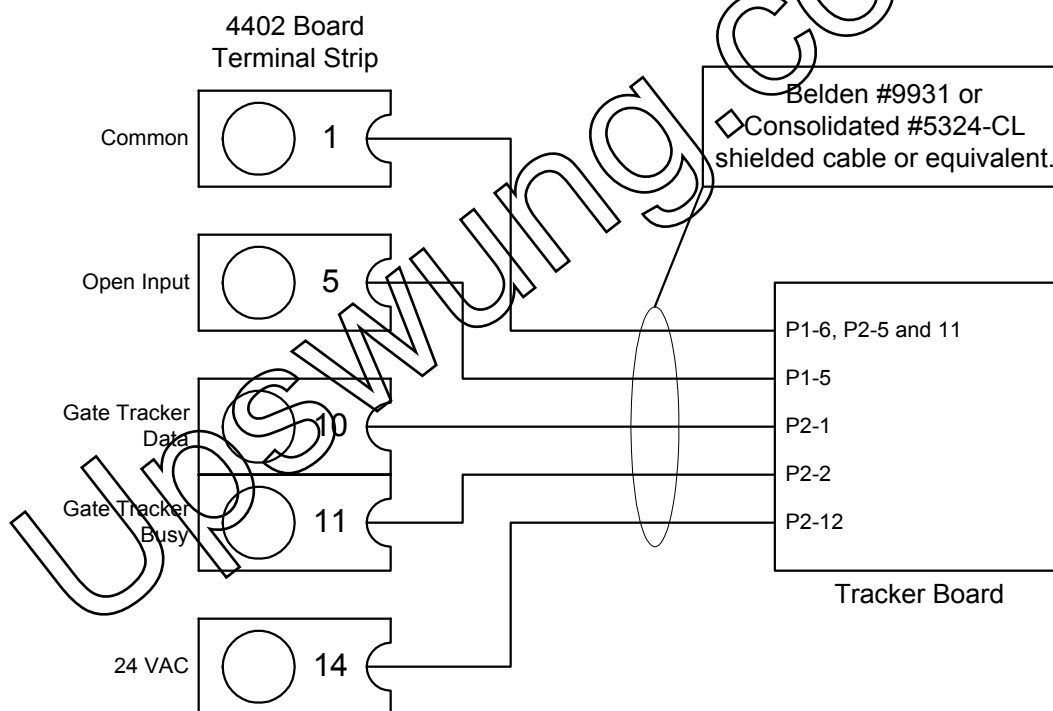 4402 Board
Terminal Strip
Common
1
Belden #9931 or
Consolidated #5324-CL
shielded cable or equivalent.
Open Input
5
P1-6, P2-5 and 11
P1-5
Gate Tracker
Data
10
P2-1
P2-2
Gate Tracker
Busy
11
P2-12
Tracker Board
24 VAC
14
Upswung.co